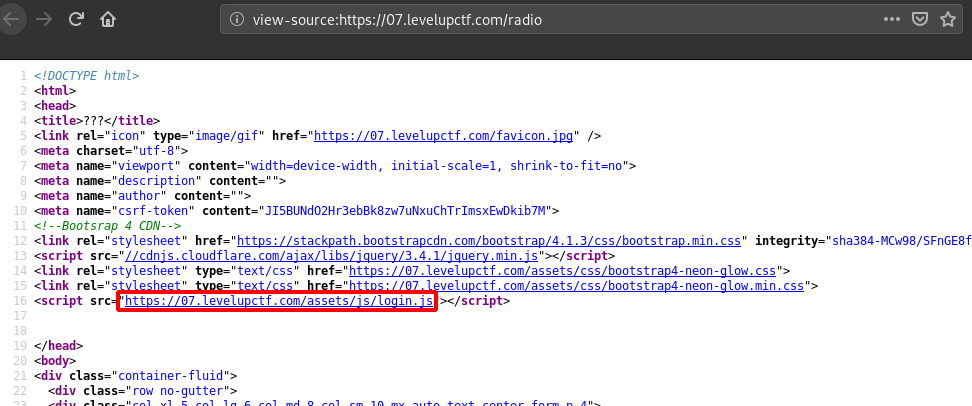 view-source:https://07.levelupctf.com/radio
1 <!DOCTYPE html>
2 <html>
3 <head>
4 <title>???</title>
5 <link rel="icon" type="image/gif" href="https://07.levelupctf.com/favicon.jpg" />
6 <meta charset="utf-8">
7 <meta name="viewport" content="width=device-width, initial-scale=1, shrink-to-fit=no">
8 <meta name="description" content="">
9 <meta name="author" content="">
10 <meta name="csrf-token" content="JI5BUNdO2Hr3ebBk8zw7uNxuChTrImsxEwDkib7M">
11 <!--Bootsrap 4 CDN-->
12 <link rel="stylesheet" href="https://stackpath.bootstrapcdn.com/bootstrap/4.1.3/css/bootstrap.min.css" integrity="sha384-MCw98/SFnGE8f
13 <script src="//cdnjs.cloudflare.com/ajax/libs/jquery/3.4.1/jquery.min.js"></script>
14 <link rel="stylesheet" type="text/css" href="https://07.levelupctf.com/assets/css/bootstrap4-neon-glow.css">
15 <link rel="stylesheet" type="text/css" href="https://07.levelupctf.com/assets/css/bootstrap4-neon-glow.min.css">
16 <script src="https://07.levelupctf.com/assets/js/login.js"></script>
17
18
19 </head>
20 <body>
21 <div class="container-fluid">
22 <div class="row no-gutter">
23 <div class="col-xl-5 col-lg-6 col-md-8 col-sm-10 mx-auto text-center form p-4">